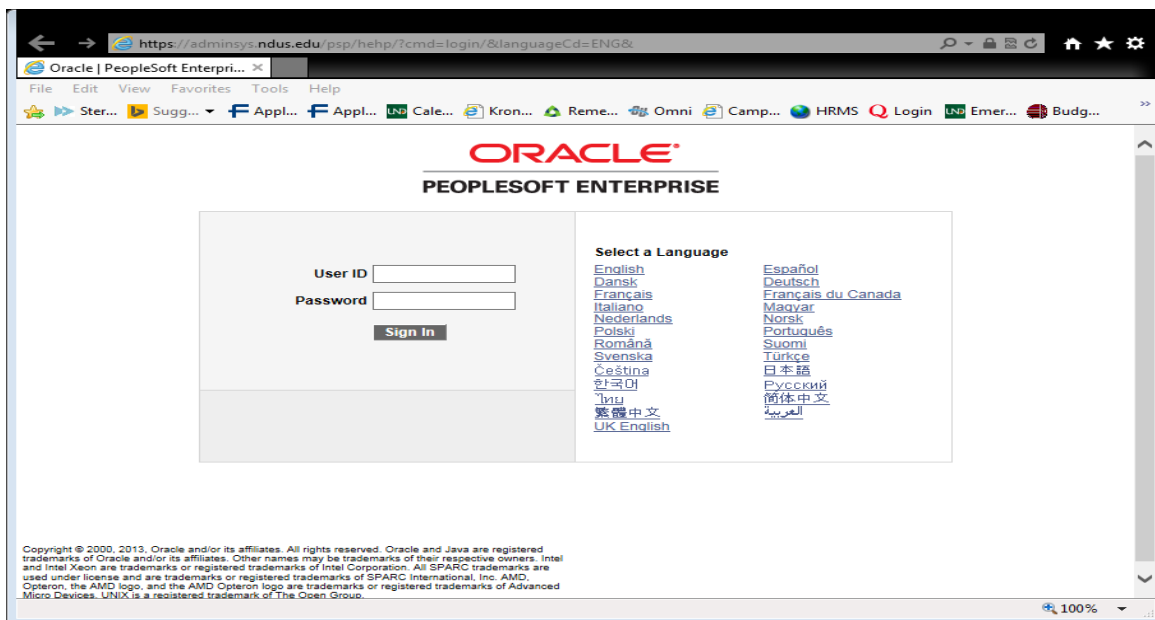 https://adminsys.ndus.edu/psp/hehp/?cmd=login/&languageCd=ENG&
Oracle | PeopleSoft Enterpri...
File Edit View Favorites Tools Help
Ster... Sugg... Appl... Appl... UND Cale... Kron... Reme... Omni Camp... HRMS Login UND Emer... Budg...
ORACLE
PEOPLESOFT ENTERPRISE
User ID
Password
Sign In
Select a Language
English Español
Dansk Deutsch
Français Français du Canada
Italiano Magyar
Nederlands Norsk
Polski Português
Română Suomi
Svenska Türkçe
Čeština 日本語
한국어 Русский
ไทย 简体中文
繁體中文 العربية
UK English
Copyright © 2000, 2013, Oracle and/or its affiliates. All rights reserved. Oracle and Java are registered
trademarks of Oracle and/or its affiliates. Other names may be trademarks of their respective owners. Intel
and Intel Xeon are trademarks or registered trademarks of Intel Corporation. All SPARC trademarks are
used under license and are trademarks or registered trademarks of SPARC International, Inc. AMD,
Opteron, the AMD logo, and the AMD Opteron logo are trademarks or registered trademarks of Advanced
Micro Devices. UNIX is a registered trademark of The Open Group.
100%